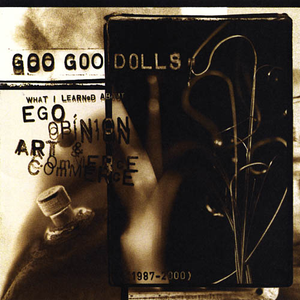 GOO GOO DOLLS
WHAT I LEARNED ABOUT
EGO
OPINION
ART &
COMMERCE
(1987-2000)